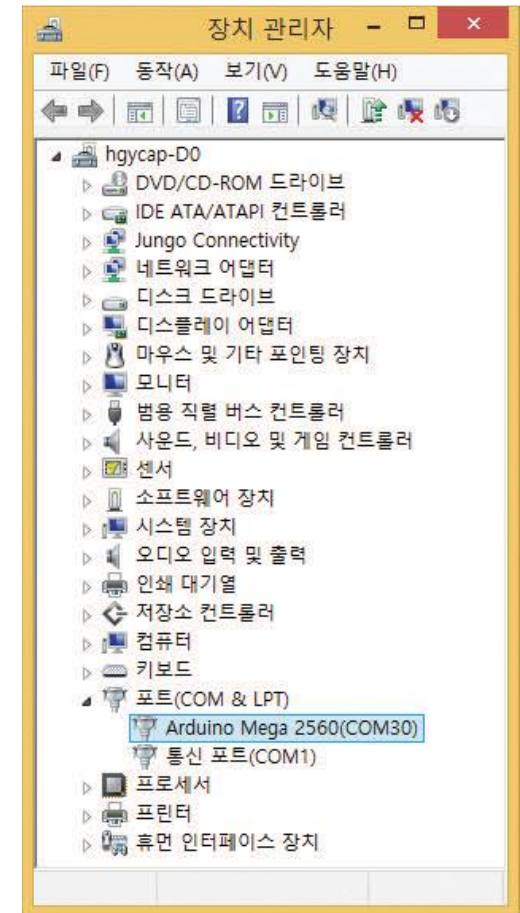 장치 관리자
파일(F) 동작(A) 보기(V) 도움말(H)
hgycap-D0
DVD/CD-ROM 드라이브
IDE ATA/ATAPI 컨트롤러
Jungo Connectivity
네트워크 어댑터
디스크 드라이브
디스플레이 어댑터
마우스 및 기타 포인팅 장치
모니터
범용 직렬 버스 컨트롤러
사운드, 비디오 및 게임 컨트롤러
센서
소프트웨어 장치
시스템 장치
오디오 입력 및 출력
인쇄 대기열
저장소 컨트롤러
컴퓨터
키보드
포트(COM & LPT)
Arduino Mega 2560(COM30)
통신 포트(COM1)
프로세서
프린터
휴먼 인터페이스 장치